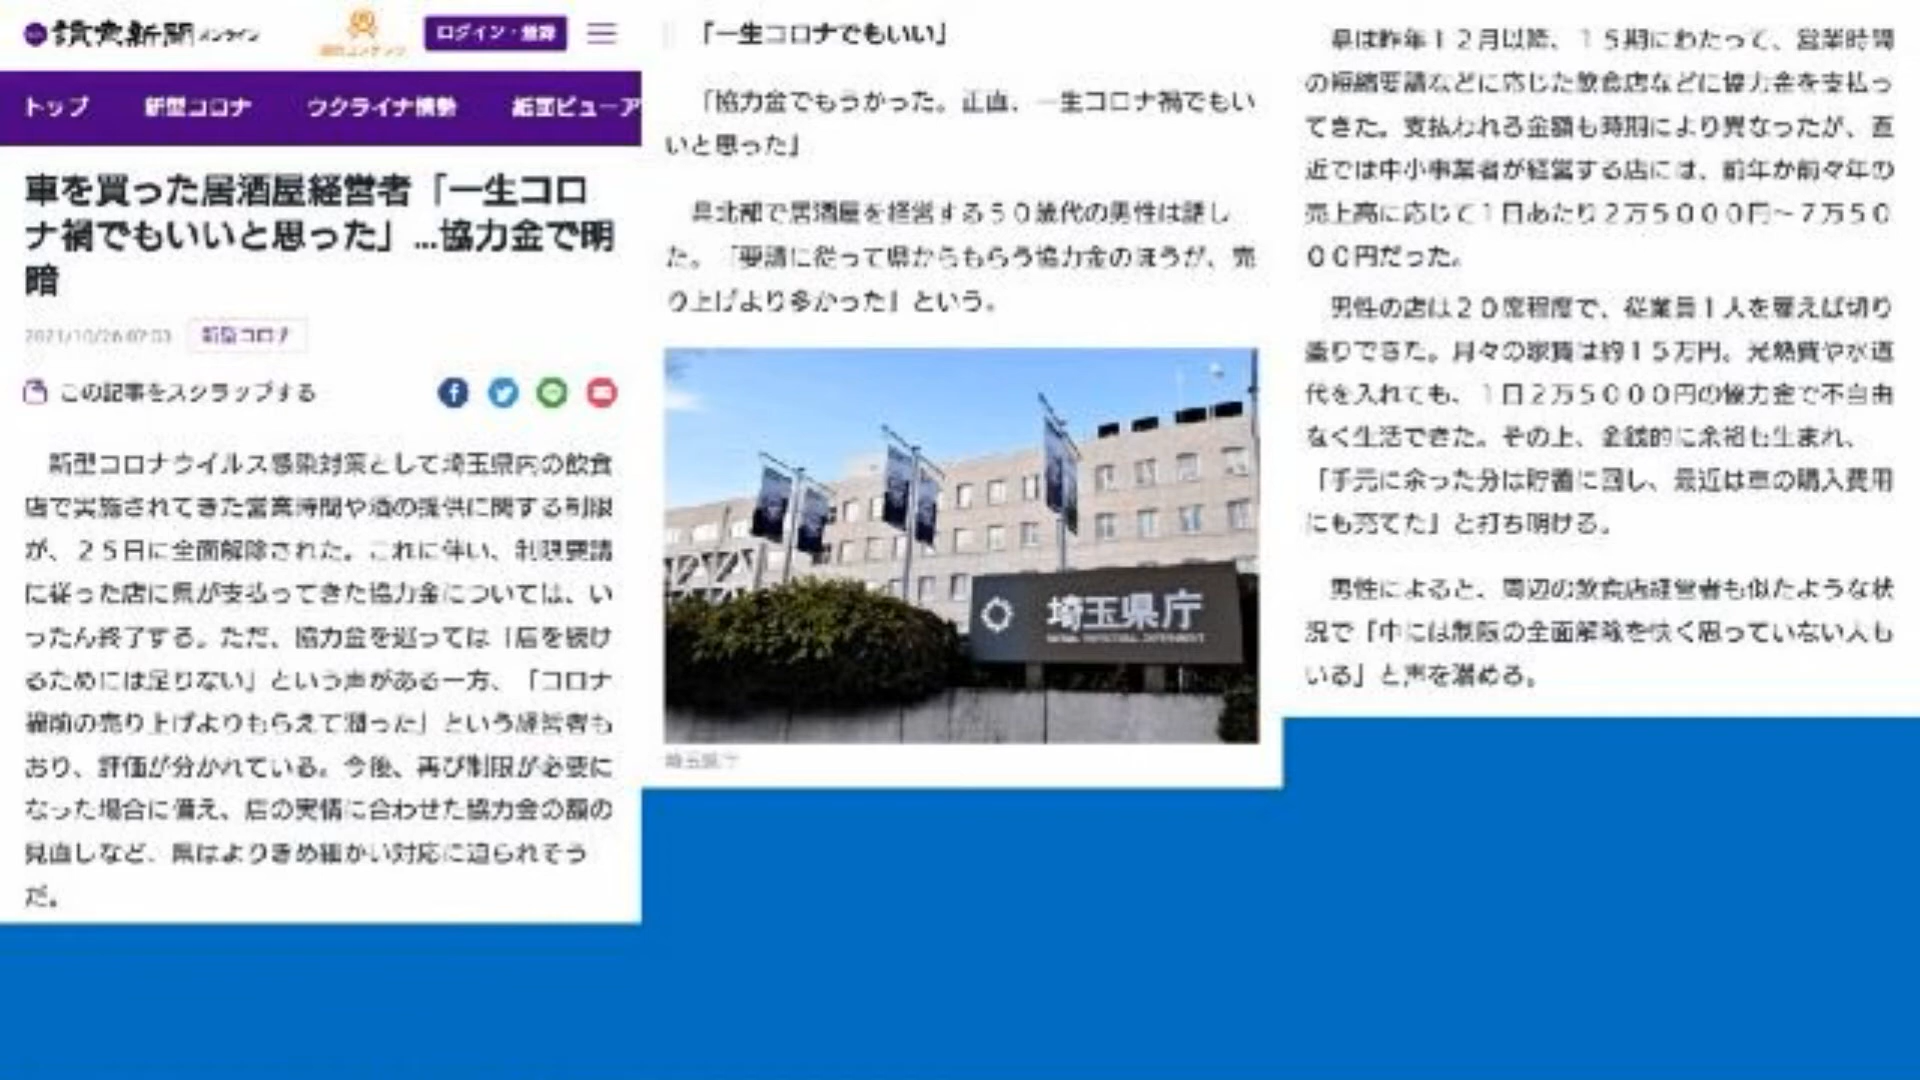 読売新聞オンライン
ログイン・登録
トップ 新型コロナ ウクライナ情勢 紙面ビューア
車を買った居酒屋経営者「一生コロ
ナ禍でもいいと思った」…協力金で明
暗
2021/10/26 07:03 新型コロナ
この記事をスクラップする
新型コロナウイルス感染対策として埼玉県内の飲食
店で実施されてきた営業時間や酒の提供に関する制限
が、２５日に全面解除された。これに伴い、制限要請
に従った店に県が支払ってきた協力金については、い
ったん終了する。ただ、協力金を巡っては「店を続け
るためには足りない」という声がある一方、「コロナ
禍前の売り上げよりもらえて潤った」という経営者も
おり、評価が分かれている。今後、再び制限が必要に
なった場合に備え、店の実情に合わせた協力金の額の
見直しなど、県はよりきめ細かい対応に迫られそう
だ。
「一生コロナでもいい」
「協力金でもうかった。正直、一生コロナ禍でもい
いと思った」
県北部で居酒屋を経営する５０歳代の男性は話し
た。「要請に従って県からもらう協力金のほうが、売
り上げより多かった」という。
埼玉県庁
埼玉県庁
県は昨年１２月以降、１５期にわたって、営業時間
の短縮要請などに応じた飲食店などに協力金を支払っ
てきた。支払われる金額も時期により異なったが、直
近では中小事業者が経営する店には、前年か前々年の
売上高に応じて１日あたり２万５０００円～７万５０
００円だった。
男性の店は２０席程度で、従業員１人を雇えば切り
盛りできた。月々の家賃は約１５万円。光熱費や水道
代を入れても、１日２万５０００円の協力金で不自由
なく生活できた。その上、金銭的に余裕も生まれ、
「手元に余った分は貯蓄に回し、最近は車の購入費用
にも充てた」と打ち明ける。
男性によると、周辺の飲食店経営者も似たような状
況で「中には制限の全面解除を快く思っていない人も
いる」と声を潜める。